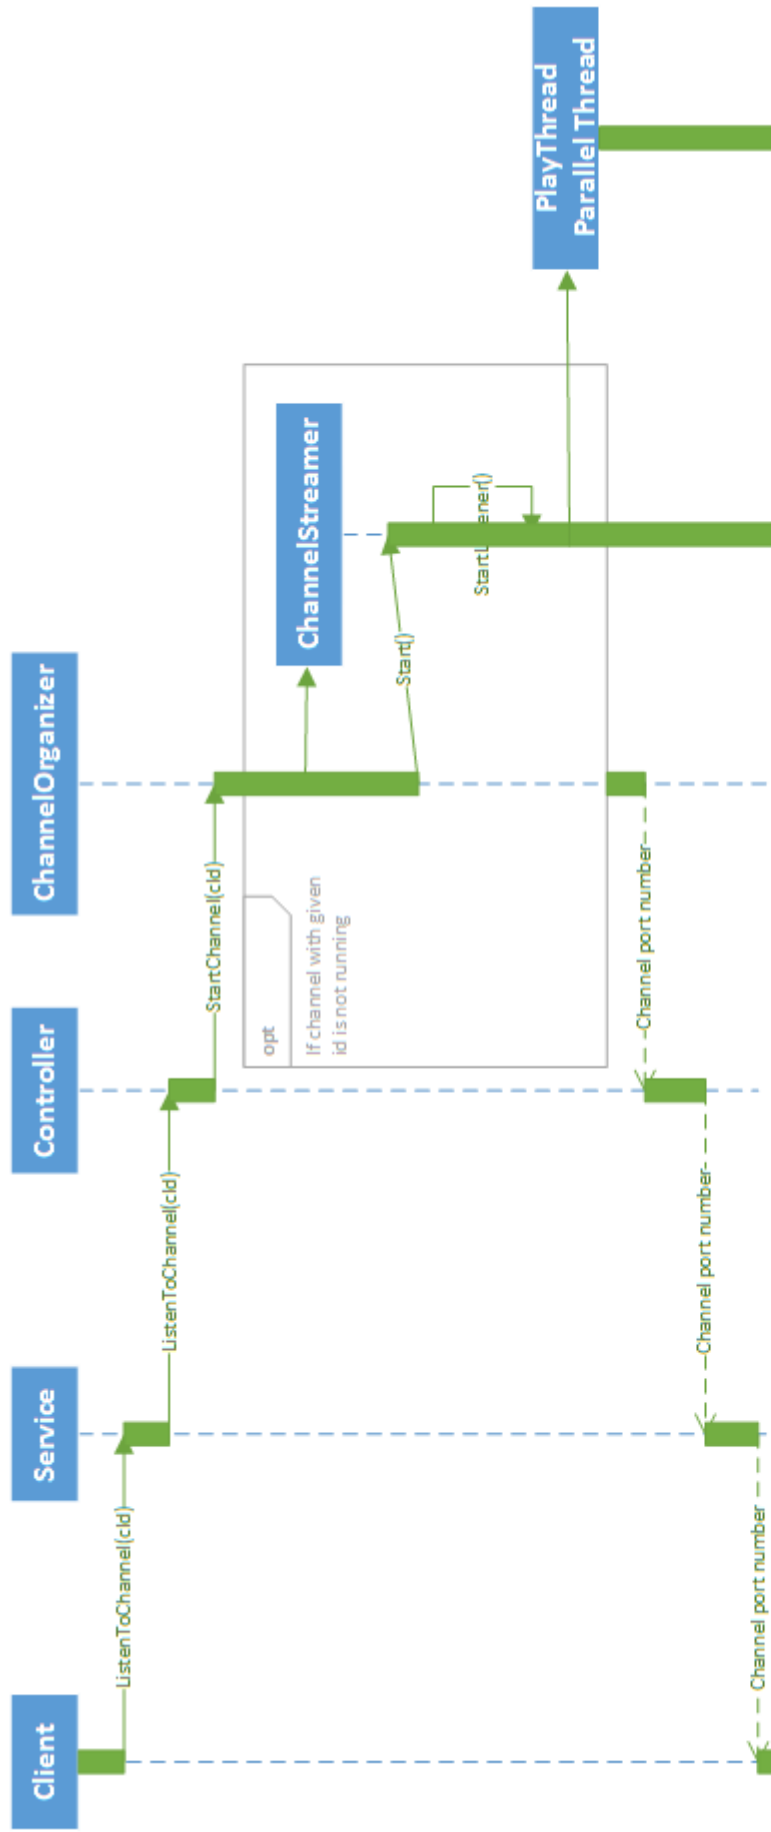 Client
Service
Controller
ChannelOrganizer
ListenToChannel(cId)
ListenToChannel(cId)
StartChannel(cId)
opt
If channel with given
id is not running
ChannelStreamer
Start()
PlayThread
Parallel Thread
Channel port number
Channel port number
Channel port number